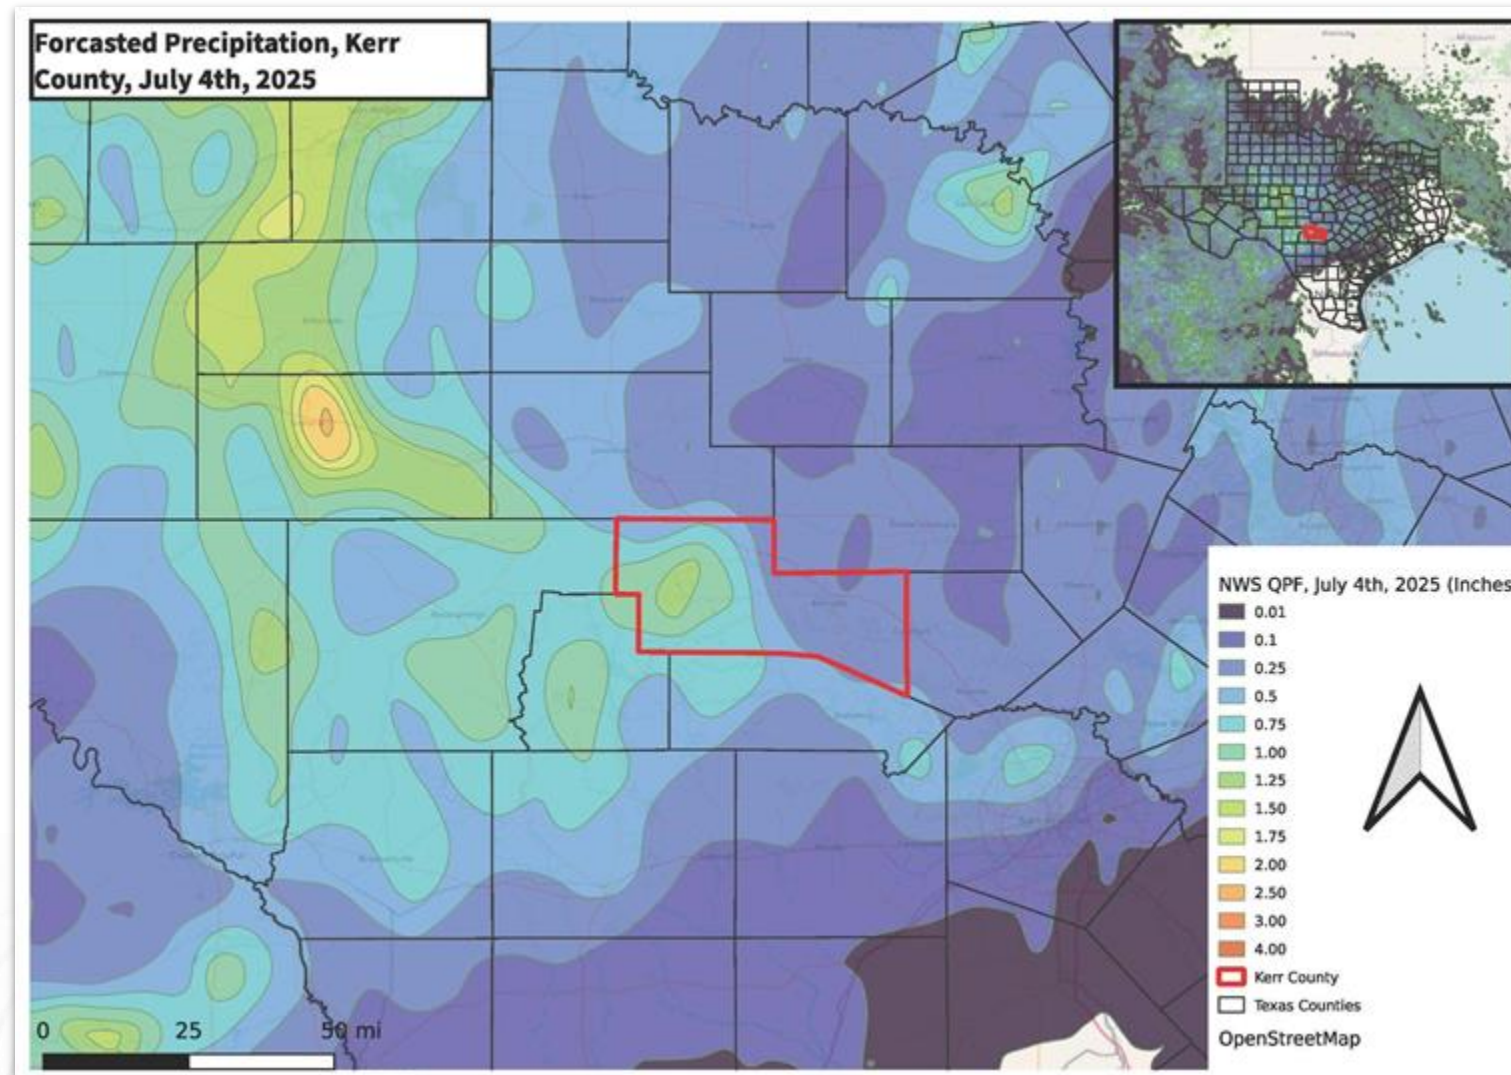 Forcasted Precipitation, Kerr
County, July 4th, 2025
NWS QPF, July 4th, 2025 (Inches
0.01
0.1
0.25
0.5
0.75
1.00
1.25
1.50
1.75
2.00
2.50
3.00
4.00
Kerr County
Texas Counties
OpenStreetMap
0 25 50 mi